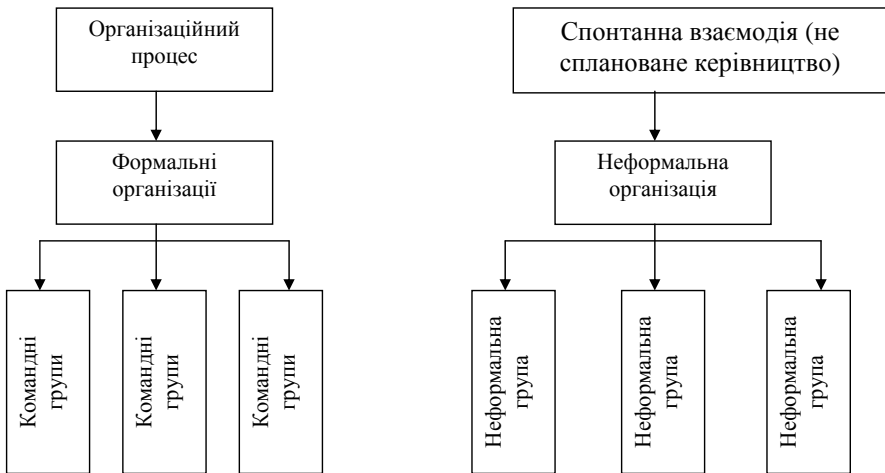 Організаційний
процес
Спонтанна взаємодія (не
сплановане керівництво)
Формальні
організації
Неформальна
організація
Командні
групи
Командні
групи
Командні
групи
Неформальна
група
Неформальна
група
Неформальна
група